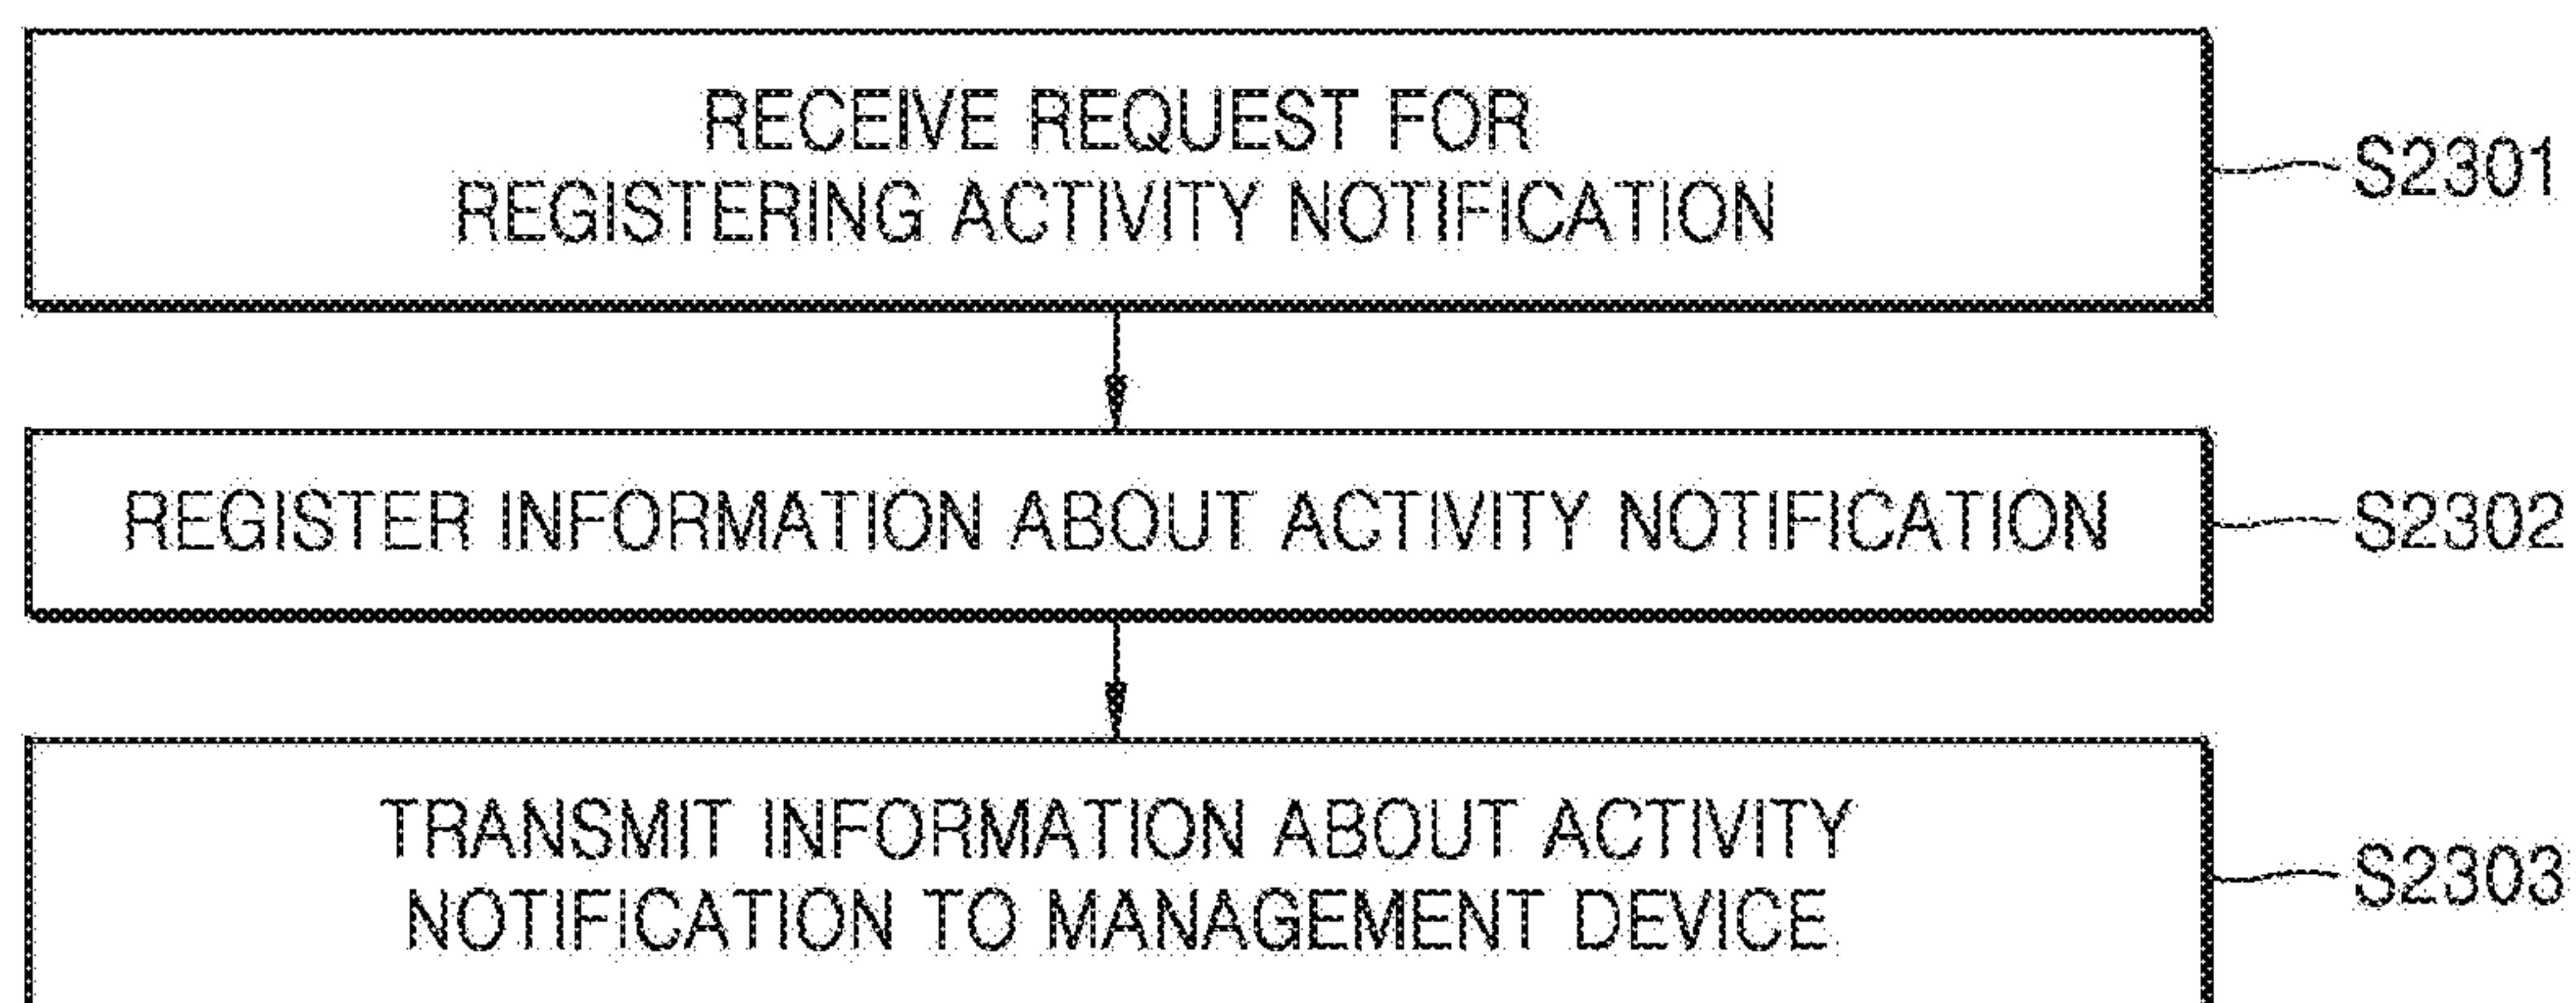 RECEIVE REQUEST FOR
REGISTERING ACTIVITY NOTIFICATION
S2301
REGISTER INFORMATION ABOUT ACTIVITY NOTIFICATION
S2302
TRANSMIT INFORMATION ABOUT ACTIVITY
NOTIFICATION TO MANAGEMENT DEVICE
S2303